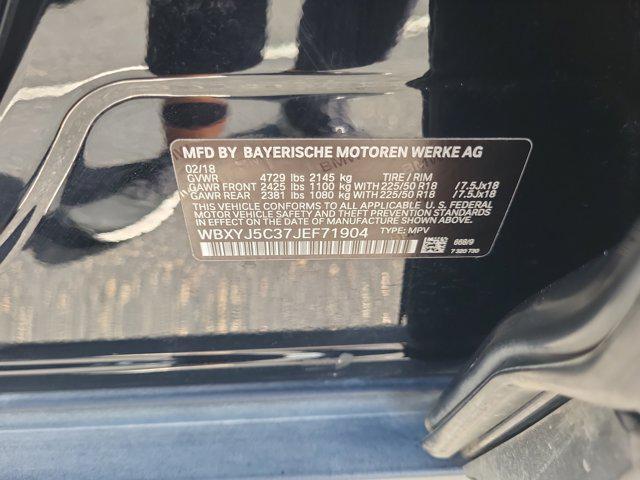 MFD BY BAYERISCHE MOTOREN WERKE AG
02/18
GVWR 4729 lbs 2145 kg TIRE / RIM
GAWR FRONT 2425 lbs 1100 kg WITH 225/50 R18 / 7.5Jx18
GAWR REAR 2381 lbs 1080 kg WITH 225/50 R18 / 7.5Jx18
THIS VEHICLE CONFORMS TO ALL APPLICABLE U. S. FEDERAL
MOTOR VEHICLE SAFETY, BUMPER, AND THEFT PREVENTION STANDARDS
IN EFFECT ON THE DATE OF MANUFACTURE SHOWN ABOVE.
WBXYJ5C37JEF71904 TYPE: MPV
668/9